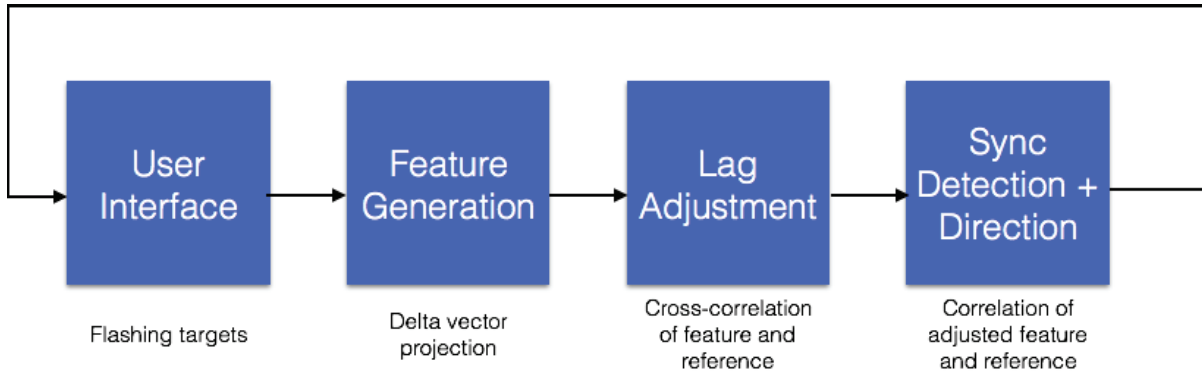 User
Interface
Feature
Generation
Lag
Adjustment
Sync
Detection +
Direction
Flashing targets
Delta vector
projection
Cross-correlation
of feature and
reference
Correlation of
adjusted feature
and reference